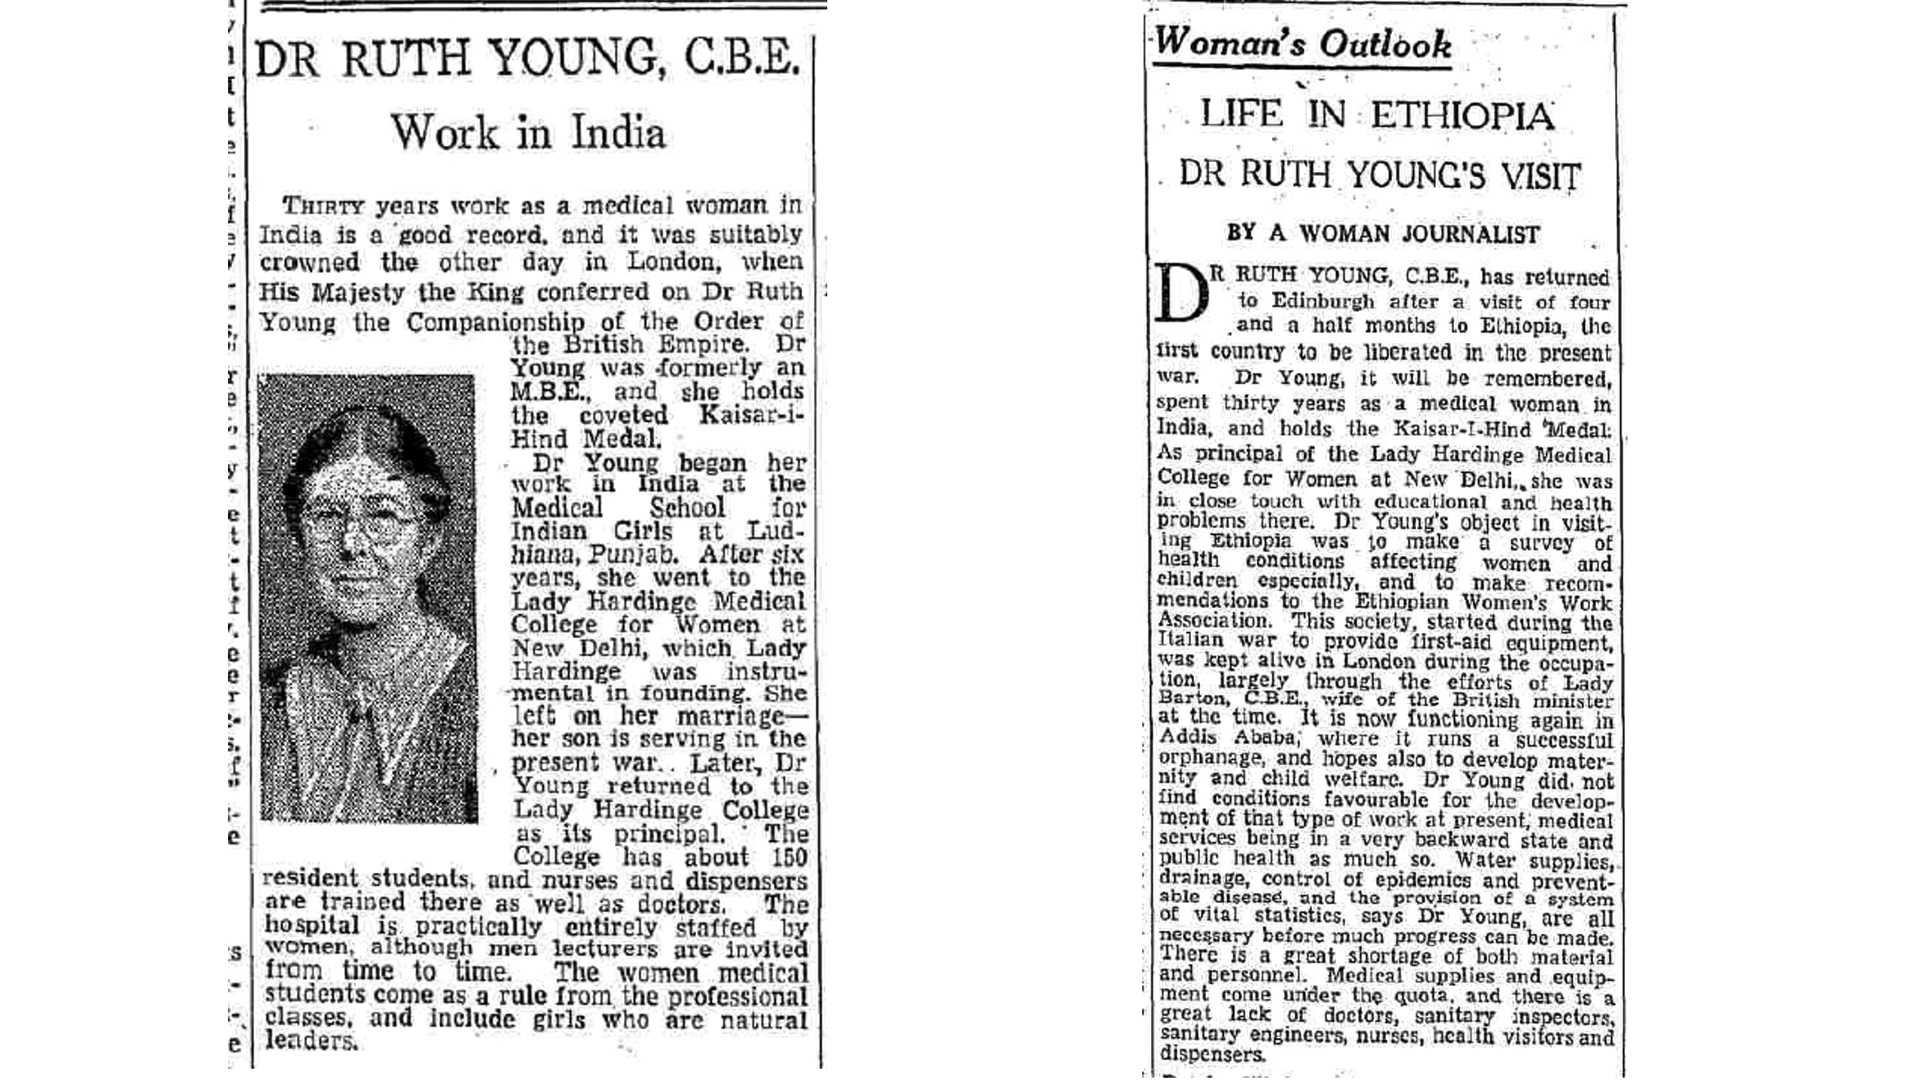 DR RUTH YOUNG, C.B.E.
Work in India
THIRTY years work as a medical woman in
India is a good record, and it was suitably
crowned the other day in London, when
His Majesty the King conferred on Dr Ruth
Young the Companionship of the Order of
the British Empire. Dr
Young was formerly an
M.B.E., and she holds
the coveted Kaisar-i-
Hind Medal.
Dr Young began her
work in India at the
Medical School for
Indian Girls at Lud-
hiana, Punjab. After six
years, she went to the
Lady Hardinge Medical
College for Women at
New Delhi, which Lady
Hardinge was instru-
mental in founding. She
left on her marriage—
her son is serving in the
present war. Later, Dr
Young returned to the
Lady Hardinge College
as its principal. The
College has about 150
resident students, and nurses and dispensers
are trained there as well as doctors. The
hospital is practically entirely staffed by
women, although men lecturers are invited
from time to time. The women medical
students come as a rule from the professional
classes, and include girls who are natural
leaders.
Woman's Outlook
LIFE IN ETHIOPIA
DR RUTH YOUNG'S VISIT
BY A WOMAN JOURNALIST
DR RUTH YOUNG, C.B.E., has returned
to Edinburgh after a visit of four
and a half months to Ethiopia, the
first country to be liberated in the present
war. Dr Young, it will be remembered,
spent thirty years as a medical woman in
India, and holds the Kaisar-I-Hind Medal.
As principal of the Lady Hardinge Medical
College for Women at New Delhi, she was
in close touch with educational and health
problems there. Dr Young's object in visit-
ing Ethiopia was to make a survey of
health conditions affecting women and
children especially, and to make recom-
mendations to the Ethiopian Women's Work
Association. This society, started during the
Italian war to provide first-aid equipment,
was kept alive in London during the occupa-
tion, largely through the efforts of Lady
Barton, C.B.E., wife of the British minister
at the time. It is now functioning again in
Addis Ababa, where it runs a successful
orphanage, and hopes also to develop mater-
nity and child welfare. Dr Young did not
find conditions favourable for the develop-
ment of that type of work at present, medical
services being in a very backward state and
public health as much so. Water supplies,
drainage, control of epidemics and prevent-
able disease, and the provision of a system
of vital statistics, says Dr Young, are all
necessary before much progress can be made.
There is a great shortage of both material
and personnel. Medical supplies and equip-
ment come under the quota, and there is a
great lack of doctors, sanitary inspectors,
sanitary engineers, nurses, health visitors and
dispensers.